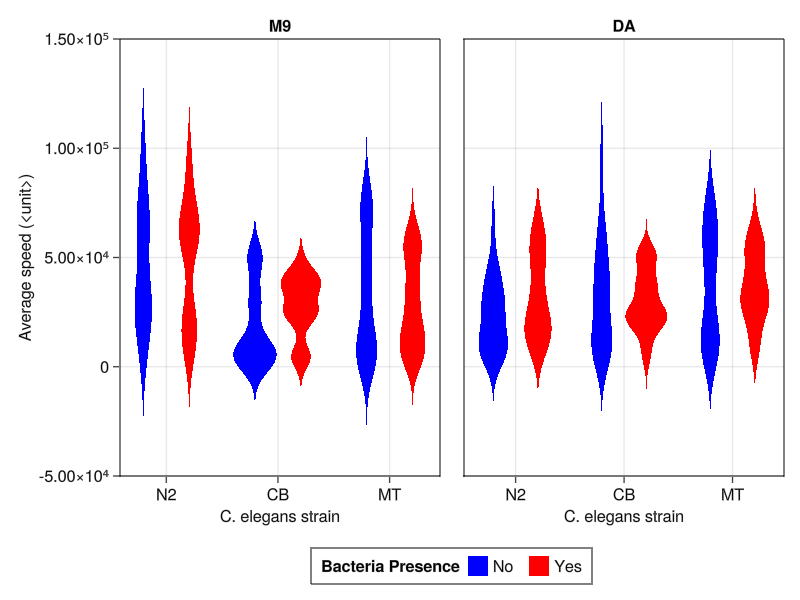 M9 DA
1.50×10⁵
1.00×10⁵
5.00×10⁴
0
-5.00×10⁴
Average speed (<unit>)
N2 CB MT N2 CB MT
C. elegans strain C. elegans strain
Bacteria Presence No Yes